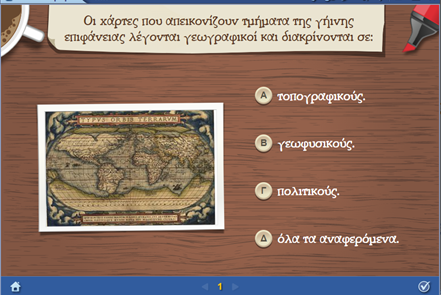 Οι χάρτες που απεικονίζουν τμήματα της γήινης
επιφάνειας λέγονται γεωγραφικοί και διακρίνονται σε:
Α τοπογραφικούς.
TYPVS ORBIS TERRARVM
Β γεωφυσικούς.
Γ πολιτικούς.
Δ όλα τα αναφερόμενα.
1